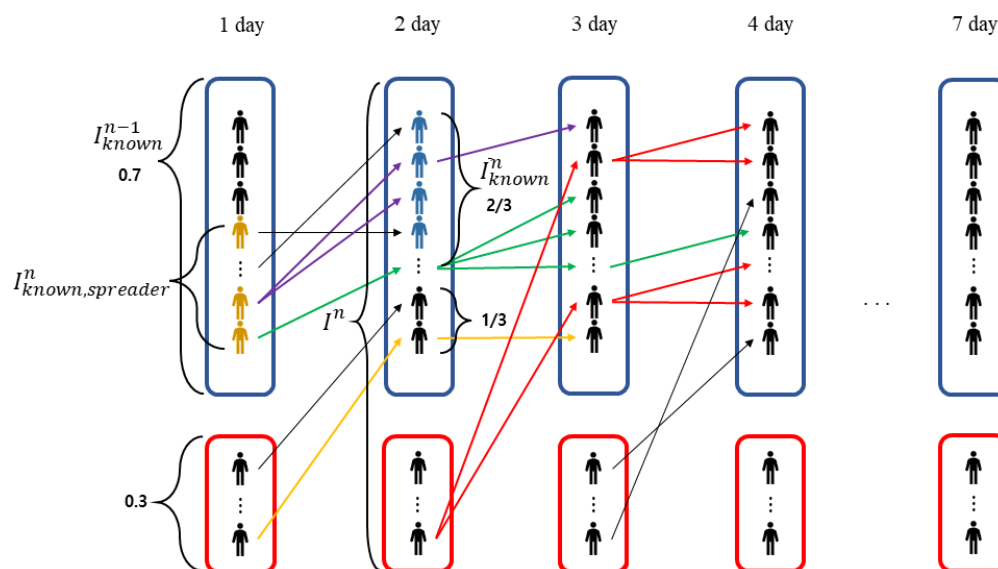 1 day 2 day 3 day 4 day 7 day
I^{n-1}_{known}
0.7
I^{n}_{known}
2/3
I^{n}_{known,spreader}
I^{n}
1/3
...
0.3